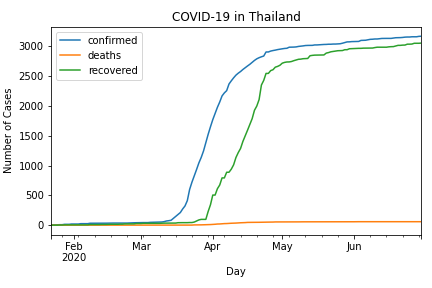 COVID-19 in Thailand
confirmed
deaths
recovered
Number of Cases
3000
2500
2000
1500
1000
500
0
Feb
2020
Mar
Apr
May
Jun
Day